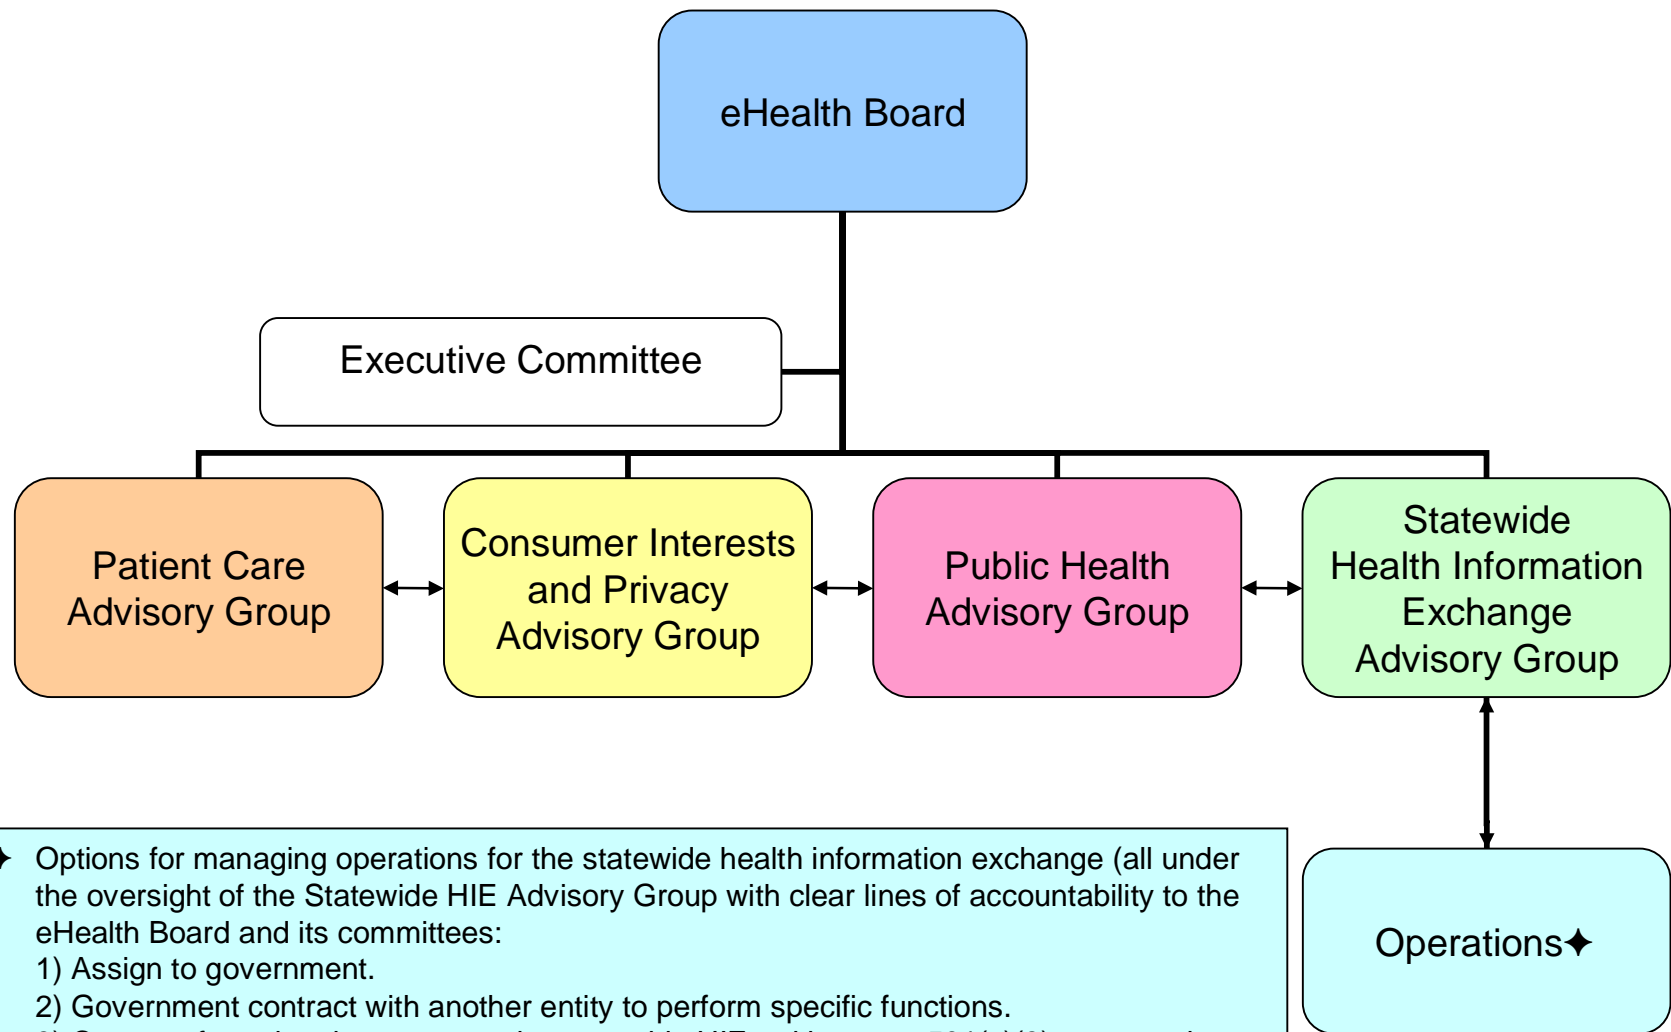 eHealth Board
Executive Committee
Patient Care
Advisory Group
Consumer Interests
and Privacy
Advisory Group
Public Health
Advisory Group
Statewide
Health Information
Exchange
Advisory Group
✦ Options for managing operations for the statewide health information exchange (all under
the oversight of the Statewide HIE Advisory Group with clear lines of accountability to the
eHealth Board and its committees:
1) Assign to government.
2) Government contract with another entity to perform specific functions.
Operations✦